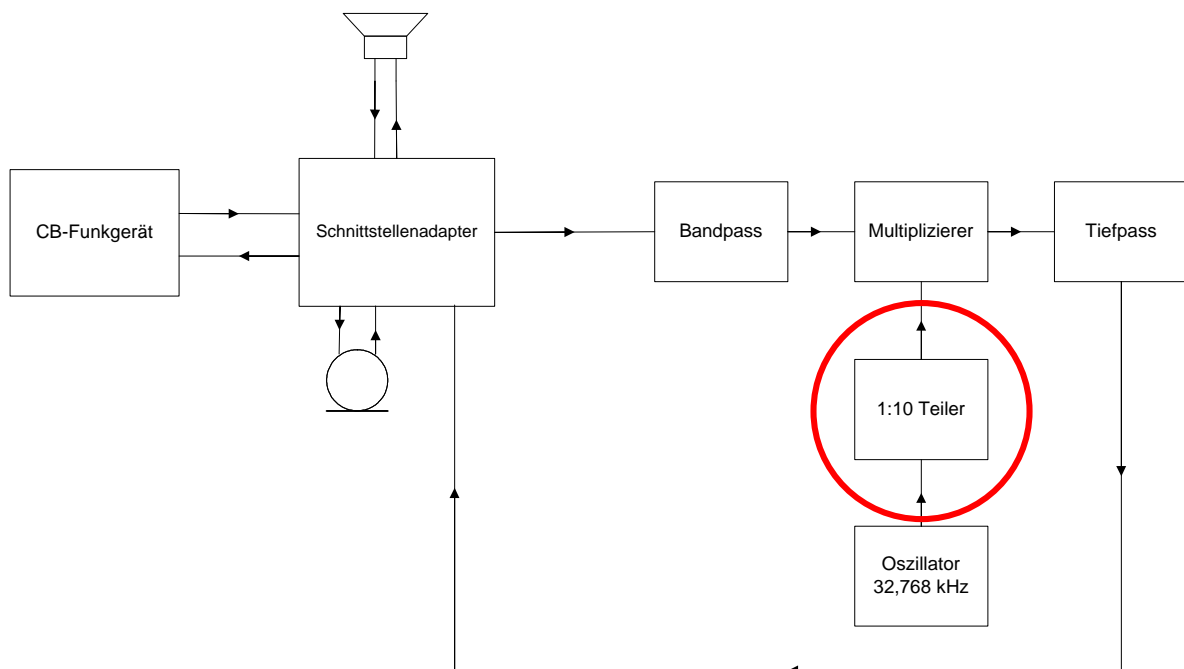 CB-Funkgerät
Schnittstellenadapter
Bandpass
Multiplizierer
Tiefpass
1:10 Teiler
Oszillator
32,768 kHz